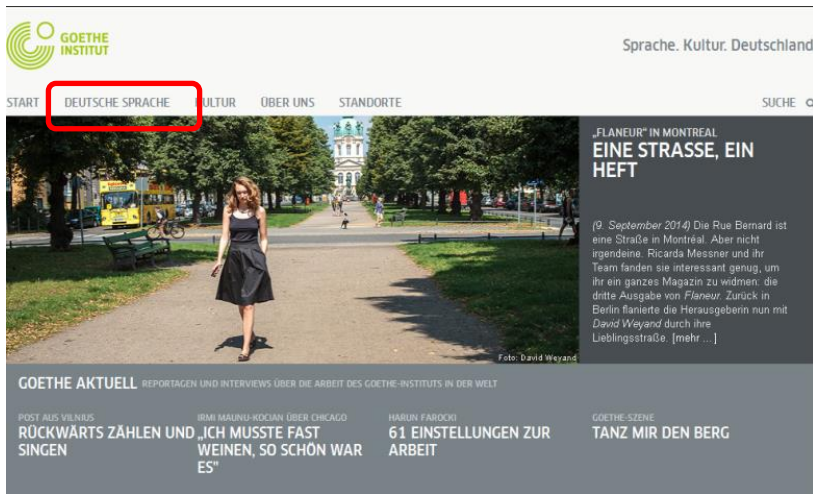 GOETHE
INSTITUT
Sprache. Kultur. Deutschland
START DEUTSCHE SPRACHE KULTUR ÜBER UNS STANDORTE SUCHE
„FLANEUR" IN MONTREAL
EINE STRASSE, EIN
HEFT
(9. September 2014) Die Rue Bernard ist
eine Straße in Montréal. Aber nicht
irgendeine. Ricarda Messner und ihr
Team fanden sie interessant genug, um
ihr ein ganzes Magazin zu widmen: die
dritte Ausgabe von Flaneur. Zurück in
Berlin flanierte die Herausgeberin nun mit
David Weyand durch ihre
Lieblingsstraße. [mehr ... ]
Foto: David Weyand
GOETHE AKTUELL REPORTAGEN UND INTERVIEWS ÜBER DIE ARBEIT DES GOETHE-INSTITUTS IN DER WELT
POST AUS VILNIUS
RÜCKWÄRTS ZÄHLEN UND
SINGEN
IRMI MAUNU-KOCIAN ÜBER CHICAGO
„ICH MUSSTE FAST
WEINEN, SO SCHÖN WAR
ES"
HARUN FAROCKI
61 EINSTELLUNGEN ZUR
ARBEIT
GOETHE-SZENE
TANZ MIR DEN BERG